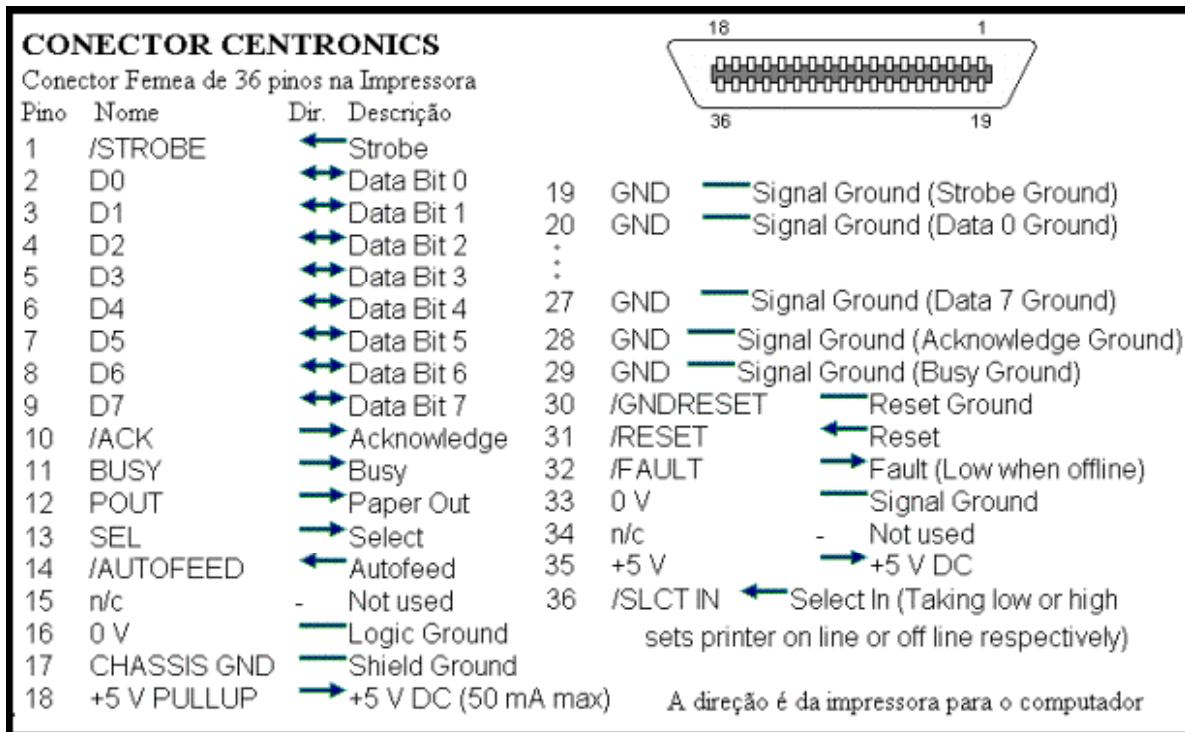 CONECTOR CENTRONICS
Conector Femea de 36 pinos na Impressora
Pino Nome Dir. Descrição
1 /STROBE Strobe
2 D0 Data Bit 0
3 D1 Data Bit 1
4 D2 Data Bit 2
5 D3 Data Bit 3
6 D4 Data Bit 4
7 D5 Data Bit 5
8 D6 Data Bit 6
9 D7 Data Bit 7
10 /ACK Acknowledge
11 BUSY Busy
12 POUT Paper Out
13 SEL Select
14 /AUTOFEED Autofeed
15 n/c - Not used
16 0 V Logic Ground
17 CHASSIS GND Shield Ground
18 +5 V PULLUP +5 V DC (50 mA max)
18 1
36 19
19 GND Signal Ground (Strobe Ground)
20 GND Signal Ground (Data 0 Ground)
27 GND Signal Ground (Data 7 Ground)
28 GND Signal Ground (Acknowledge Ground)
29 GND Signal Ground (Busy Ground)
30 /GNDRESET Reset Ground
31 /RESET Reset
32 /FAULT Fault (Low when offline)
33 0 V Signal Ground
34 n/c - Not used
35 +5 V +5 V DC
36 /SLCT IN Select In (Taking low or high
sets printer on line or off line respectively)
A direção é da impressora para o computador